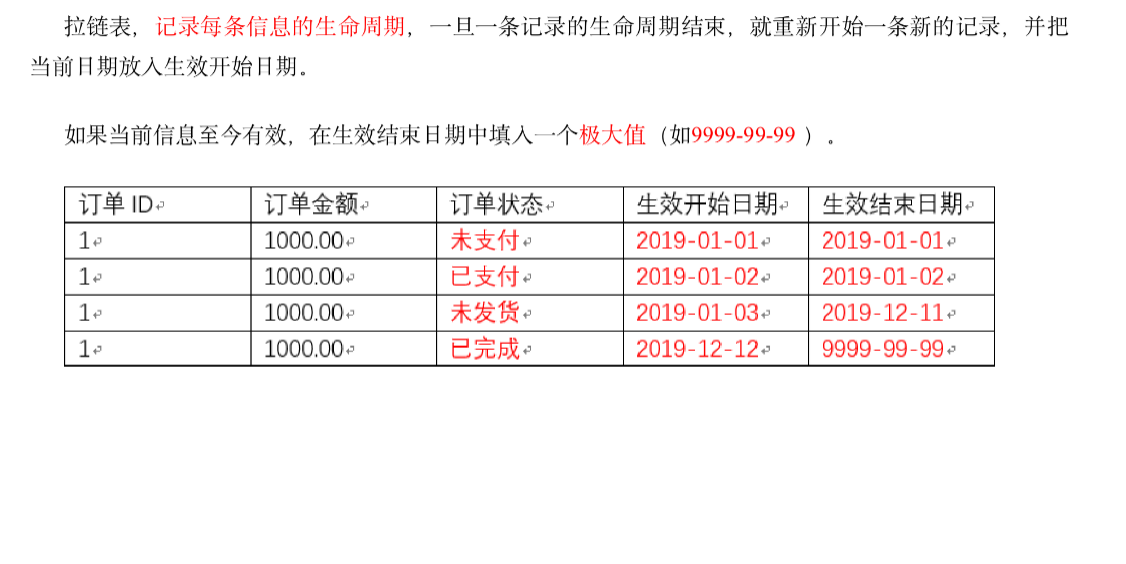 拉链表，记录每条信息的生命周期，一旦一条记录的生命周期结束，就重新开始一条新的记录，并把
当前日期放入生效开始日期。
如果当前信息至今有效，在生效结束日期中填入一个极大值（如9999-99-99 ）。
订单 ID 订单金额 订单状态 生效开始日期 生效结束日期
1 1000.00 未支付 2019-01-01 2019-01-01
1 1000.00 已支付 2019-01-02 2019-01-02
1 1000.00 未发货 2019-01-03 2019-12-11
1 1000.00 已完成 2019-12-12 9999-99-99